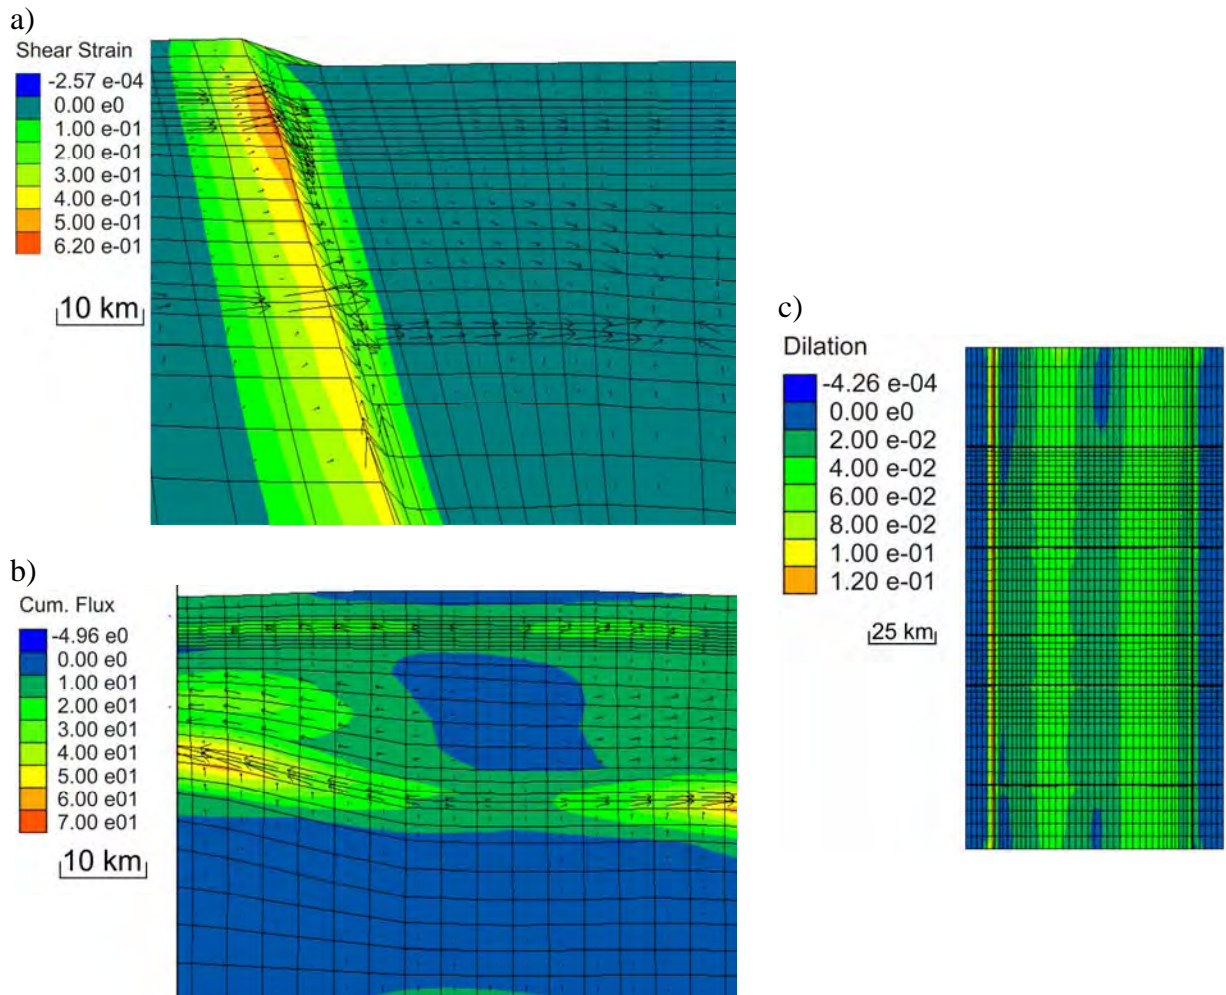 a)
Shear Strain
-2.57 e-04
0.00 e0
1.00 e-01
2.00 e-01
3.00 e-01
4.00 e-01
5.00 e-01
6.20 e-01
10 km
b)
Cum. Flux
-4.96 e0
0.00 e0
1.00 e01
2.00 e01
3.00 e01
4.00 e01
5.00 e01
6.00 e01
7.00 e01
10 km
c)
Dilation
-4.26 e-04
0.00 e0
2.00 e-02
4.00 e-02
6.00 e-02
8.00 e-02
1.00 e-01
1.20 e-01
25 km